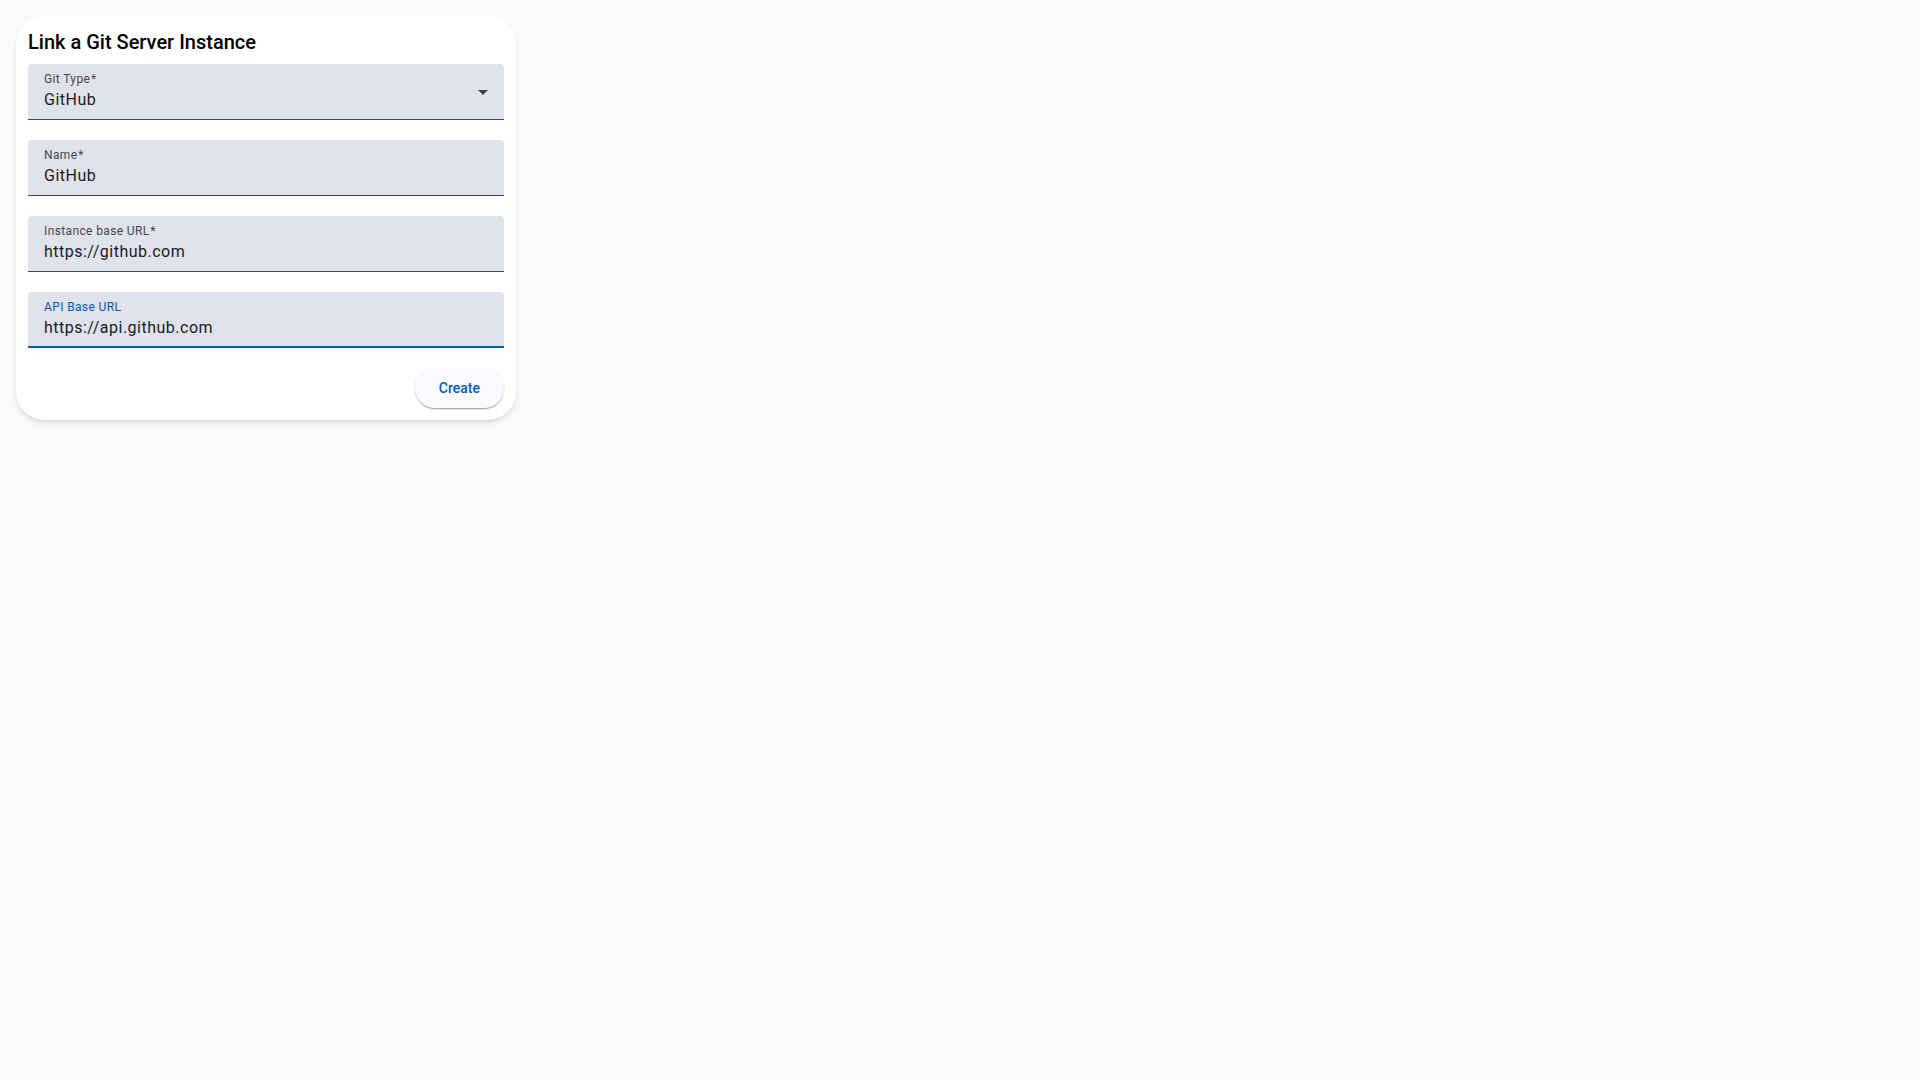 Link a Git Server Instance
Git Type*
GitHub
Name*
GitHub
Instance base URL*
https://github.com
API Base URL
https://api.github.com
Create